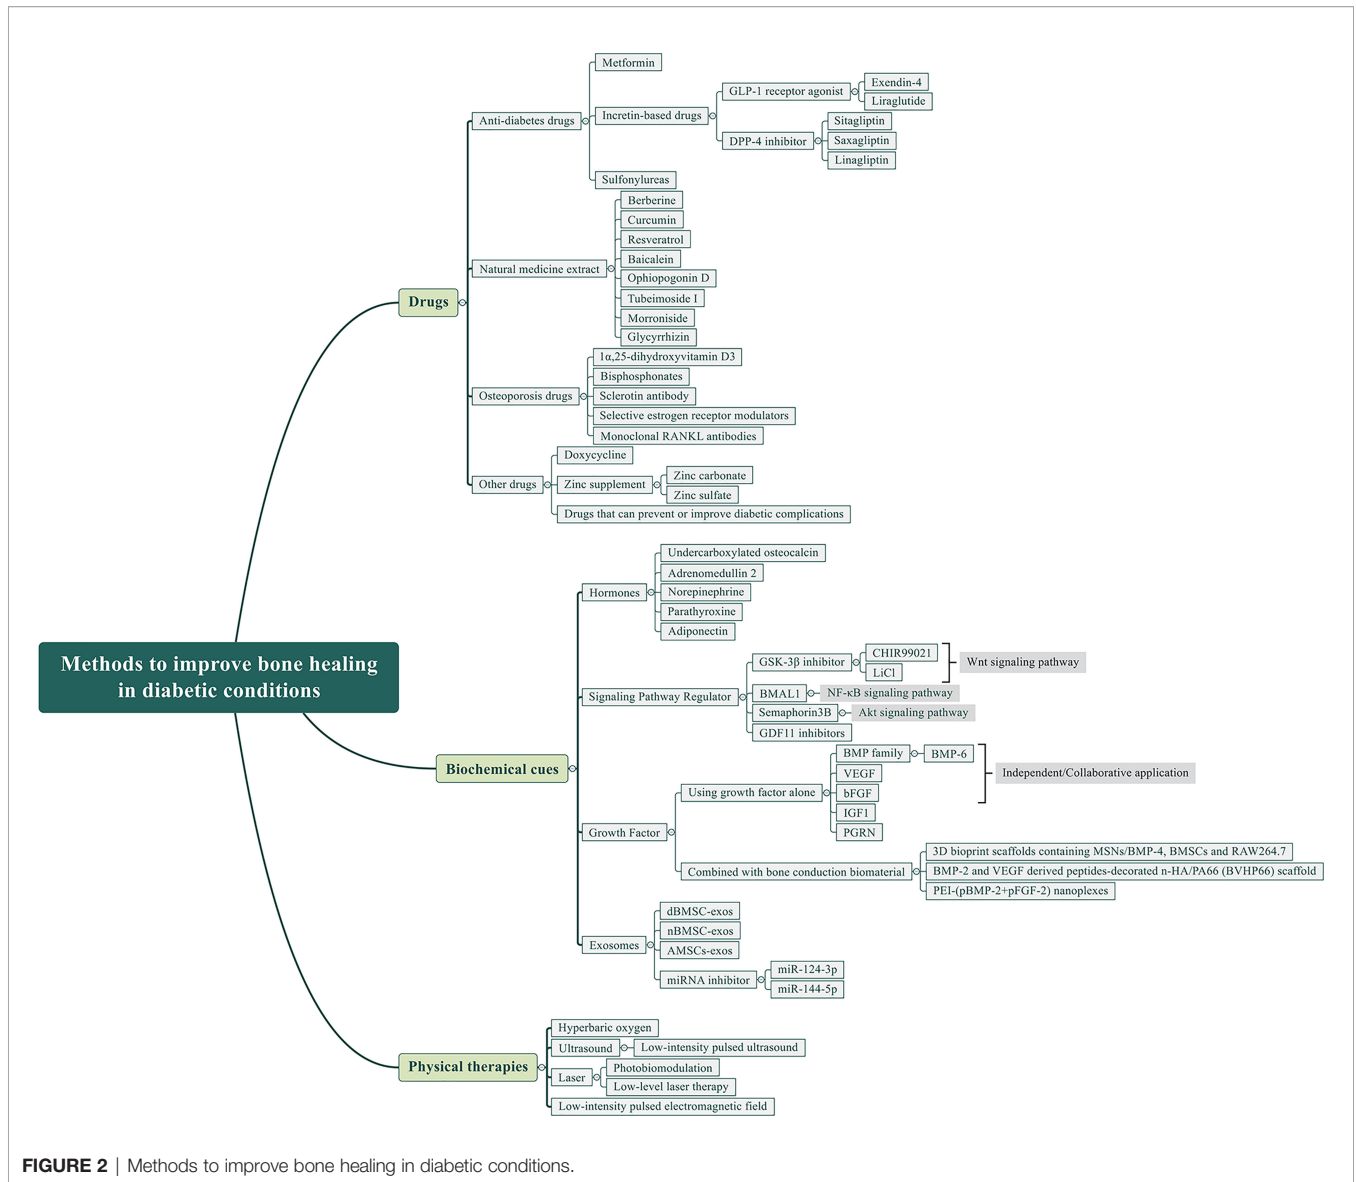 Metformin
GLP-1 receptor agonist
Exendin-4
Liraglutide
Anti-diabetes drugs
Incretin-based drugs
DPP-4 inhibitor
Sitagliptin
Saxagliptin
Linagliptin
Sulfonylureas
Berberine
Curcumin
Resveratrol
Natural medicine extract
Baicalein
Ophiopogonin D
Tubeimoside I
Morroniside
Glycyrrhizin
Drugs
1α,25-dihydroxyvitamin D3
Bisphosphonates
Osteoporosis drugs
Sclerotin antibody
Selective estrogen receptor modulators
Monoclonal RANKL antibodies
Doxycycline
Other drugs
Zinc supplement
Zinc carbonate
Zinc sulfate
Drugs that can prevent or improve diabetic complications
Methods to improve bone healing
in diabetic conditions
Biochemical cues
Hormones
Undercarboxylated osteocalcin
Adrenomedullin 2
Norepinephrine
Parathyroxine
Adiponectin
Signaling Pathway Regulator
GSK-3β inhibitor
CHIR99021
LiCl
Wnt signaling pathway
BMAL1
NF-κB signaling pathway
Semaphorin3B
Akt signaling pathway
GDF11 inhibitors
Growth Factor
Using growth factor alone
BMP family
BMP-6
VEGF
bFGF
IGF1
PGRN
Independent/Collaborative application
Combined with bone conduction biomaterial
3D bioprint scaffolds containing MSNs/BMP-4, BMSCs and RAW264.7
BMP-2 and VEGF derived peptides-decorated n-HA/PA66 (BVHP66) scaffold
PEI-(pBMP-2+pFGF-2) nanoplexes
Exosomes
dBMSC-exos
nBMSC-exos
AMSCs-exos
miRNA inhibitor
miR-124-3p
miR-144-5p
Physical therapies
Hyperbaric oxygen
Ultrasound
Low-intensity pulsed ultrasound
Laser
Photobiomodulation
Low-level laser therapy
Low-intensity pulsed electromagnetic field
FIGURE 2 | Methods to improve bone healing in diabetic conditions.